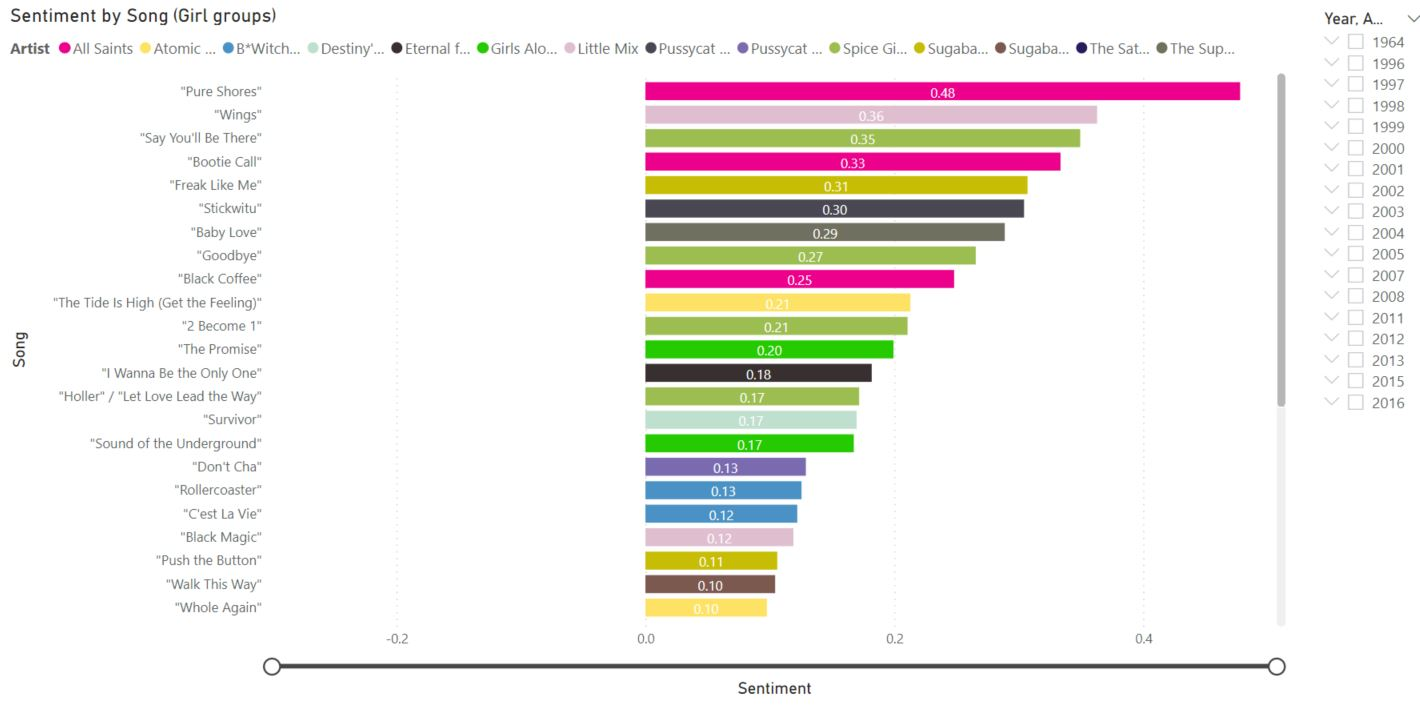 Sentiment by Song (Girl groups)
Artist All Saints Atomic ... B*Witch... Destiny'... Eternal f... Girls Alo... Little Mix Pussycat ... Pussycat ... Spice Gi... Sugaba... Sugaba... The Sat... The Sup...
Song
"Pure Shores" 0.48
"Wings" 0.36
"Say You'll Be There" 0.35
"Bootie Call" 0.33
"Freak Like Me" 0.31
"Stickwitu" 0.30
"Baby Love" 0.29
"Goodbye" 0.27
"Black Coffee" 0.25
"The Tide Is High (Get the Feeling)" 0.21
"2 Become 1" 0.21
"The Promise" 0.20
"I Wanna Be the Only One" 0.18
"Holler" / "Let Love Lead the Way" 0.17
"Survivor" 0.17
"Sound of the Underground" 0.17
"Don't Cha" 0.13
"Rollercoaster" 0.13
"C'est La Vie" 0.12
"Black Magic" 0.12
"Push the Button" 0.11
"Walk This Way" 0.10
"Whole Again" 0.10
-0.2 0.0 0.2 0.4
Sentiment
Year, A...
1964
1996
1997
1998
1999
2000
2001
2002
2003
2004
2005
2007
2008
2011
2012
2013
2015
2016